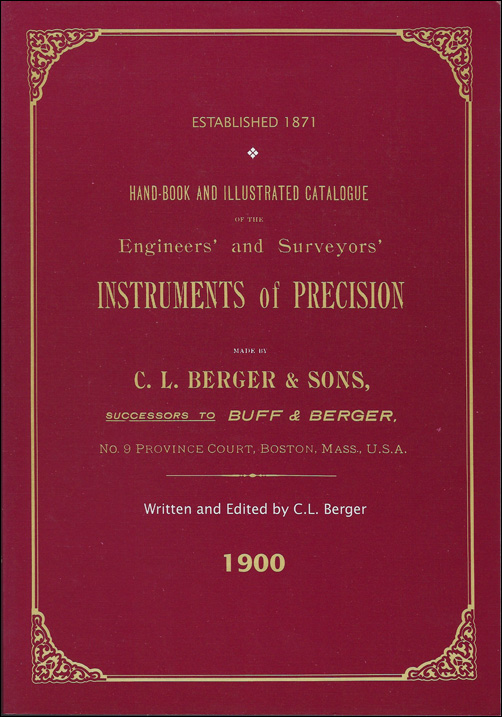 ESTABLISHED 1871
HAND-BOOK AND ILLUSTRATED CATALOGUE
OF THE
Engineers' and Surveyors'
INSTRUMENTS of PRECISION
MADE BY
C. L. BERGER & SONS,
SUCCESSORS TO BUFF & BERGER,
No. 9 PROVINCE COURT, BOSTON, MASS., U.S.A.
Written and Edited by C.L. Berger
1900